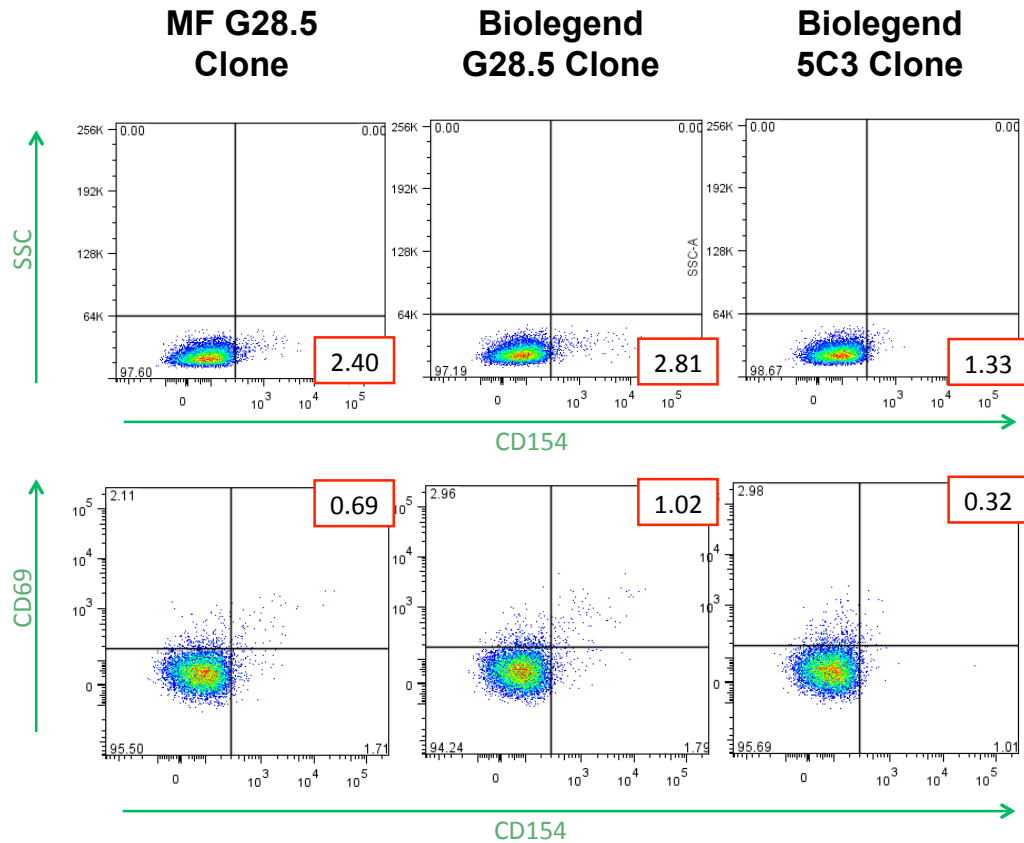 MF G28.5
Clone
Biolegend
G28.5 Clone
Biolegend
5C3 Clone
SSC
256K
192K
128K
64K
0.00
0.00
97.60
2.40
0
10^3
10^4
10^5
256K
192K
128K
64K
0.00
0.00
97.19
2.81
0
10^3
10^4
10^5
SSC-A
256K
192K
128K
64K
0.00
0.00
98.67
1.33
0
10^3
10^4
10^5
CD154
CD69
10^5
10^4
10^3
0
2.11
0.69
95.50
1.71
0
10^3
10^4
10^5
10^5
10^4
10^3
0
2.96
1.02
94.24
1.79
0
10^3
10^4
10^5
10^4
10^3
0
2.98
0.32
95.69
1.01
0
10^3
10^4
10^5
CD154